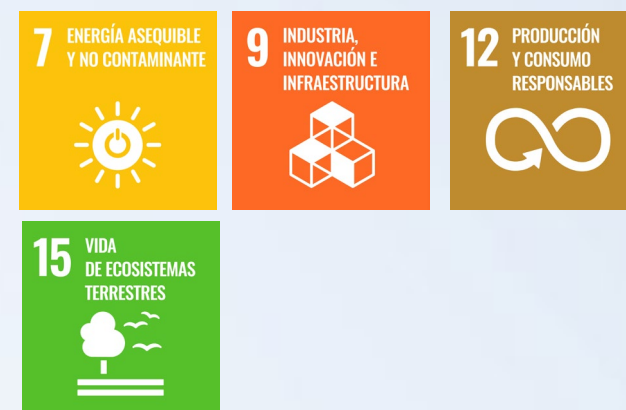 7 ENERGÍA ASEQUIBLE
Y NO CONTAMINANTE
9 INDUSTRIA,
INNOVACIÓN E
INFRAESTRUCTURA
12 PRODUCCIÓN
Y CONSUMO
RESPONSABLES
15 VIDA
DE ECOSISTEMAS
TERRESTRES